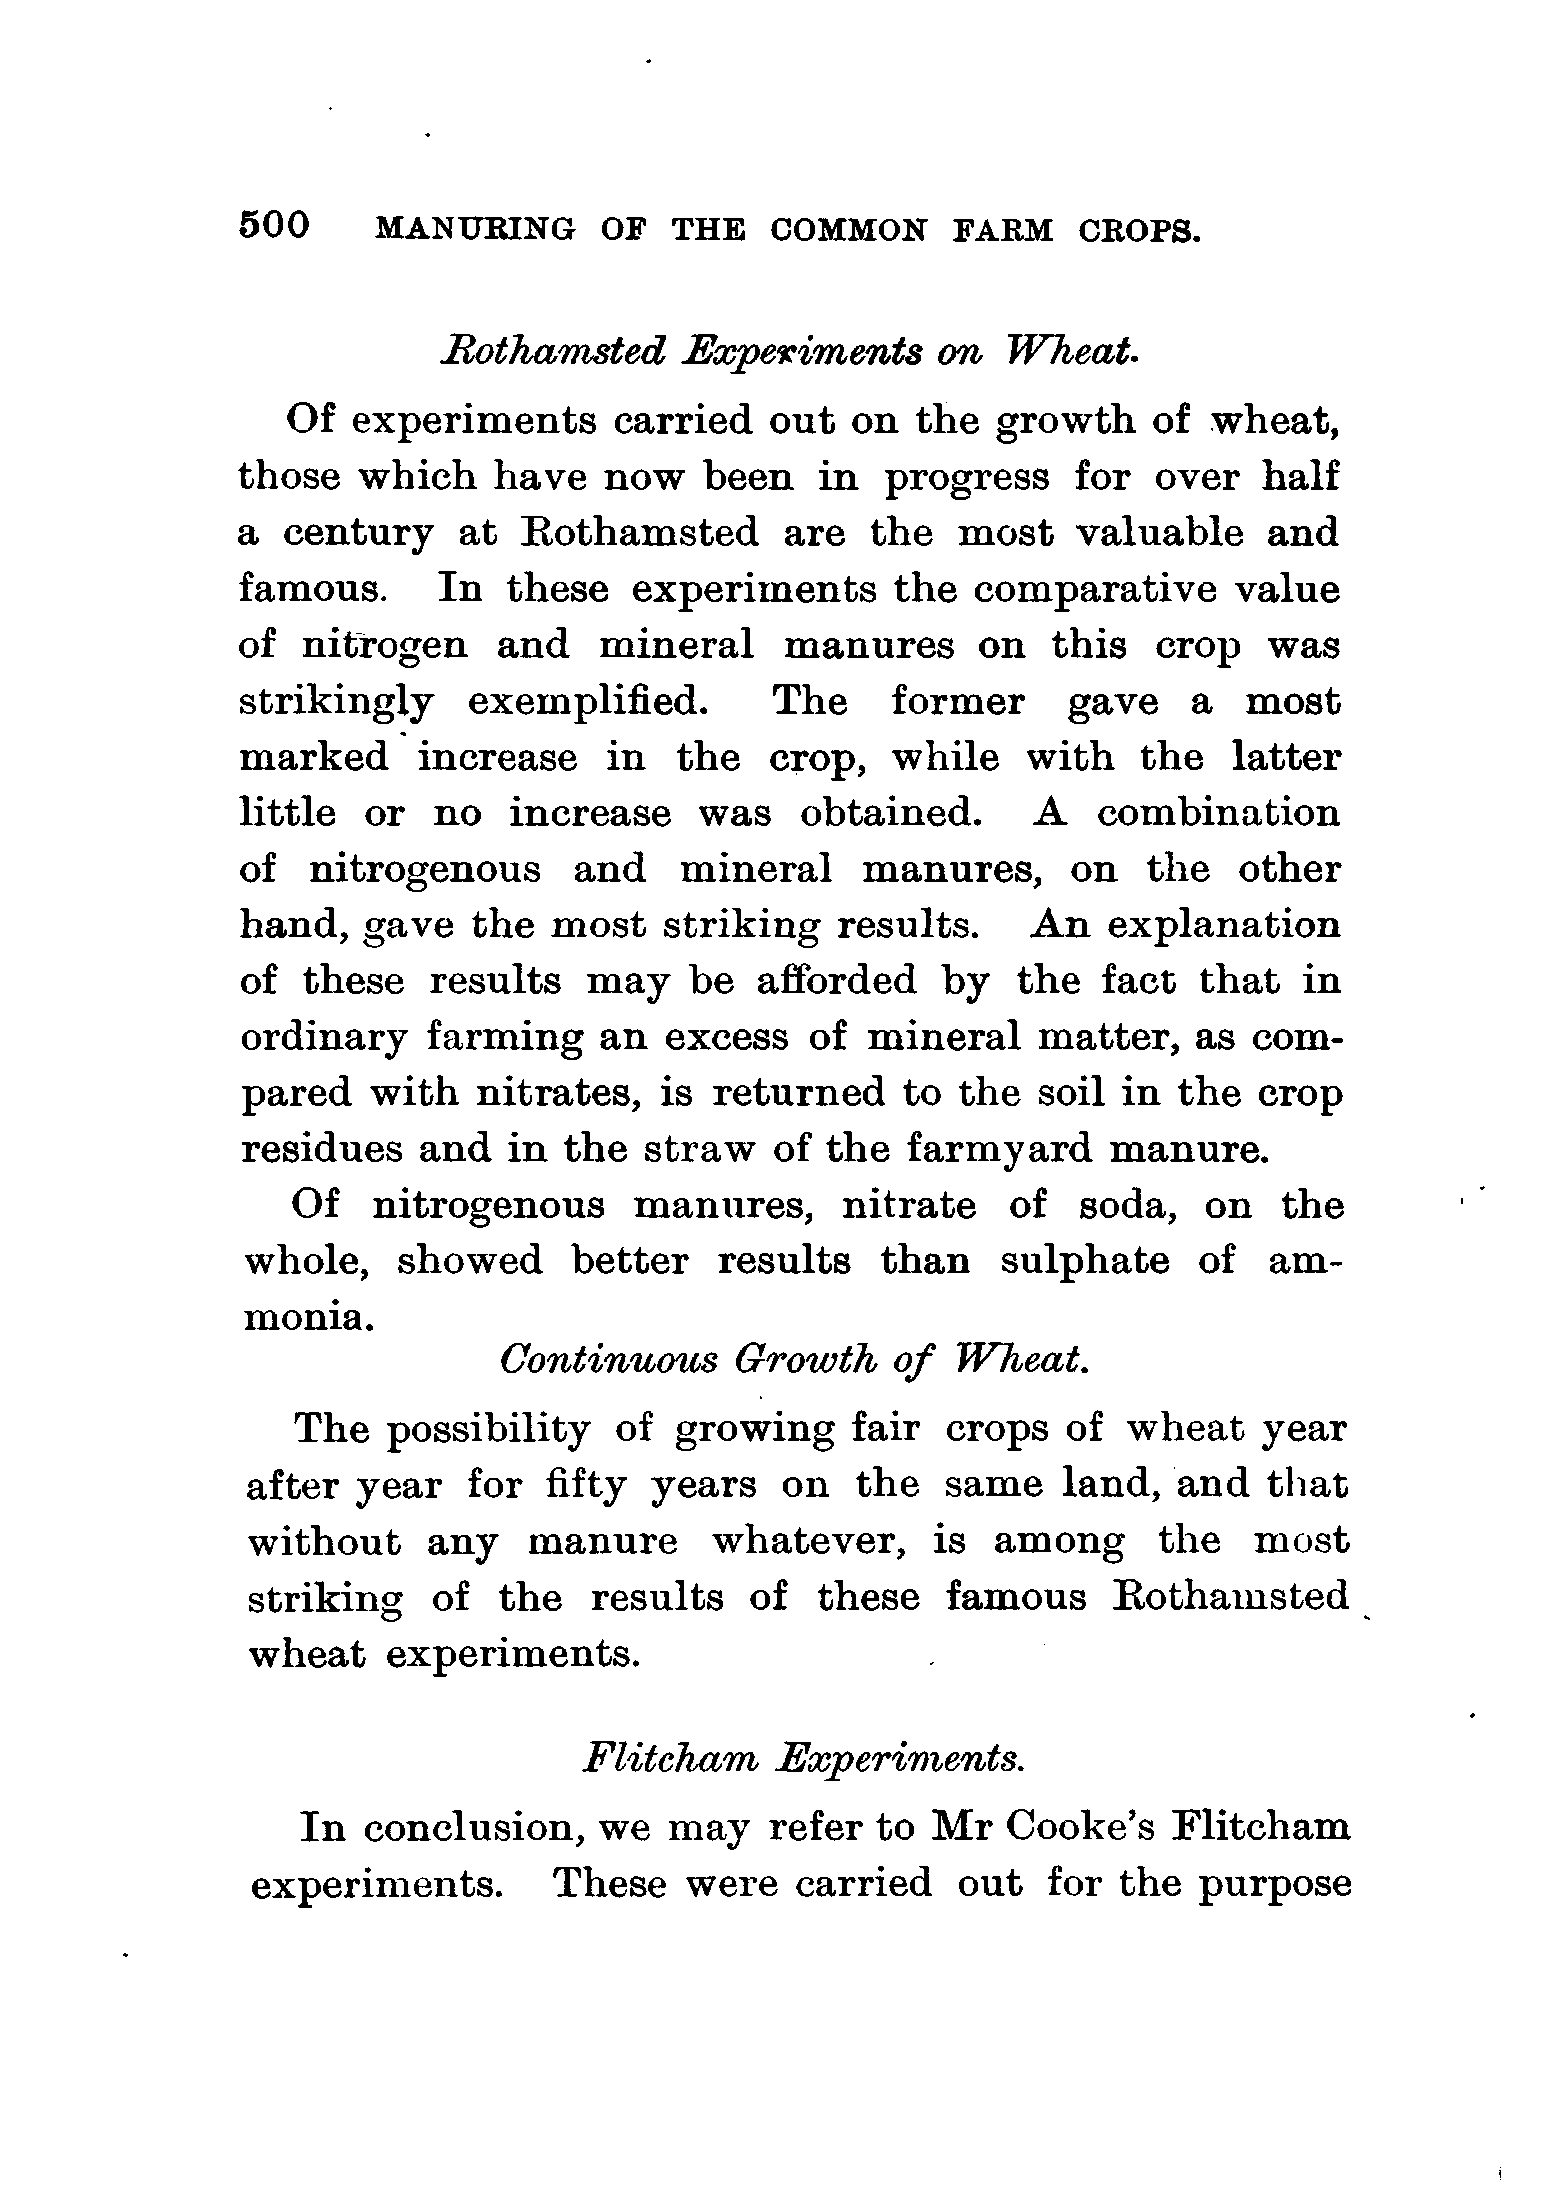 500 MANURING OF THE COMMON FARM CROPS.
Rothamsted Experiments on Wheat.
Of experiments carried out on the growth of wheat,
those which have now been in progress for over half
a century at Rothamsted are the most valuable and
famous. In these experiments the comparative value
of nitrogen and mineral manures on this crop was
strikingly exemplified. The former gave a most
marked increase in the crop, while with the latter
little or no increase was obtained. A combination
of nitrogenous and mineral manures, on the other
hand, gave the most striking results. An explanation
of these results may be afforded by the fact that in
ordinary farming an excess of mineral matter, as com-
pared with nitrates, is returned to the soil in the crop
residues and in the straw of the farmyard manure.
Of nitrogenous manures, nitrate of soda, on the
whole, showed better results than sulphate of am-
monia.
Continuous Growth of Wheat.
The possibility of growing fair crops of wheat year
after year for fifty years on the same land, and that
without any manure whatever, is among the most
striking of the results of these famous Rothamsted
wheat experiments.
Flitcham Experiments.
In conclusion, we may refer to Mr Cooke's Flitcham
experiments. These were carried out for the purpose